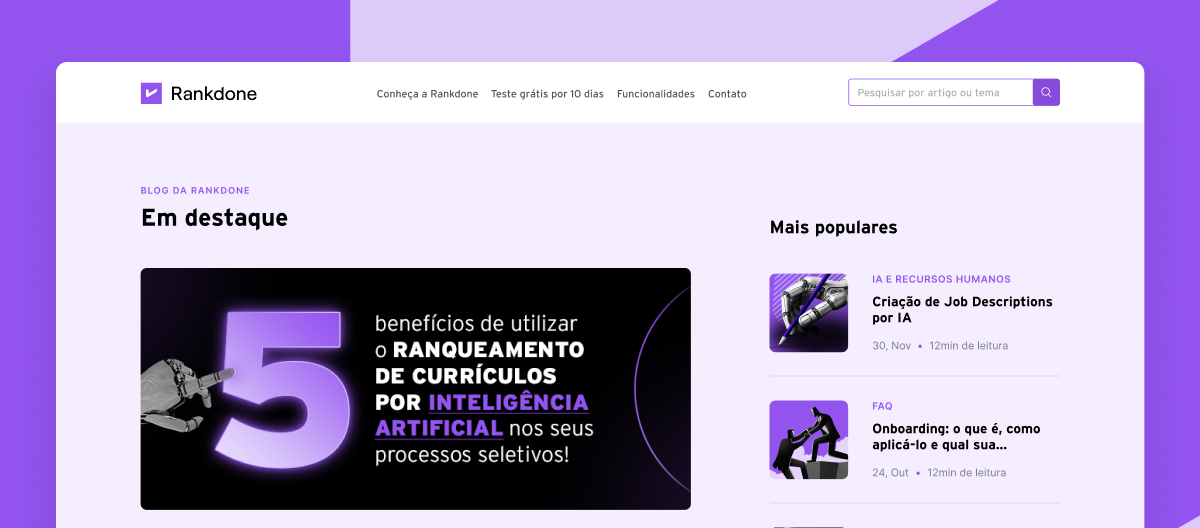 Rankdone
Conheça a Rankdone Teste grátis por 10 dias Funcionalidades Contato
Pesquisar por artigo ou tema
BLOG DA RANKDONE
Em destaque
5
benefícios de utilizar
o RANQUEAMENTO
DE CURRÍCULOS
POR INTELIGÊNCIA
ARTIFICIAL nos seus
processos seletivos!
Mais populares
IA E RECURSOS HUMANOS
Criação de Job Descriptions
por IA
30, Nov • 12min de leitura
FAQ
Onboarding: o que é, como
aplicá-lo e qual sua...
24, Out • 12min de leitura